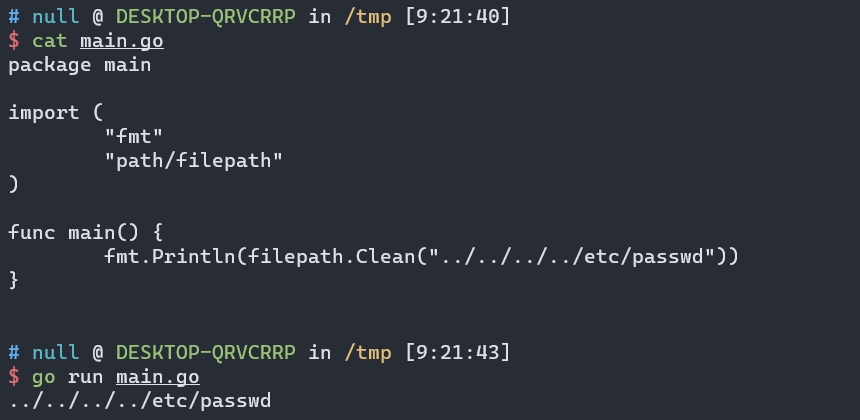 # null @ DESKTOP-QRVCRRP in /tmp [9:21:40]
$ cat main.go
package main

import (
        "fmt"
        "path/filepath"
)

func main() {
        fmt.Println(filepath.Clean("../../../../etc/passwd"))
}


# null @ DESKTOP-QRVCRRP in /tmp [9:21:43]
$ go run main.go
../../../../etc/passwd